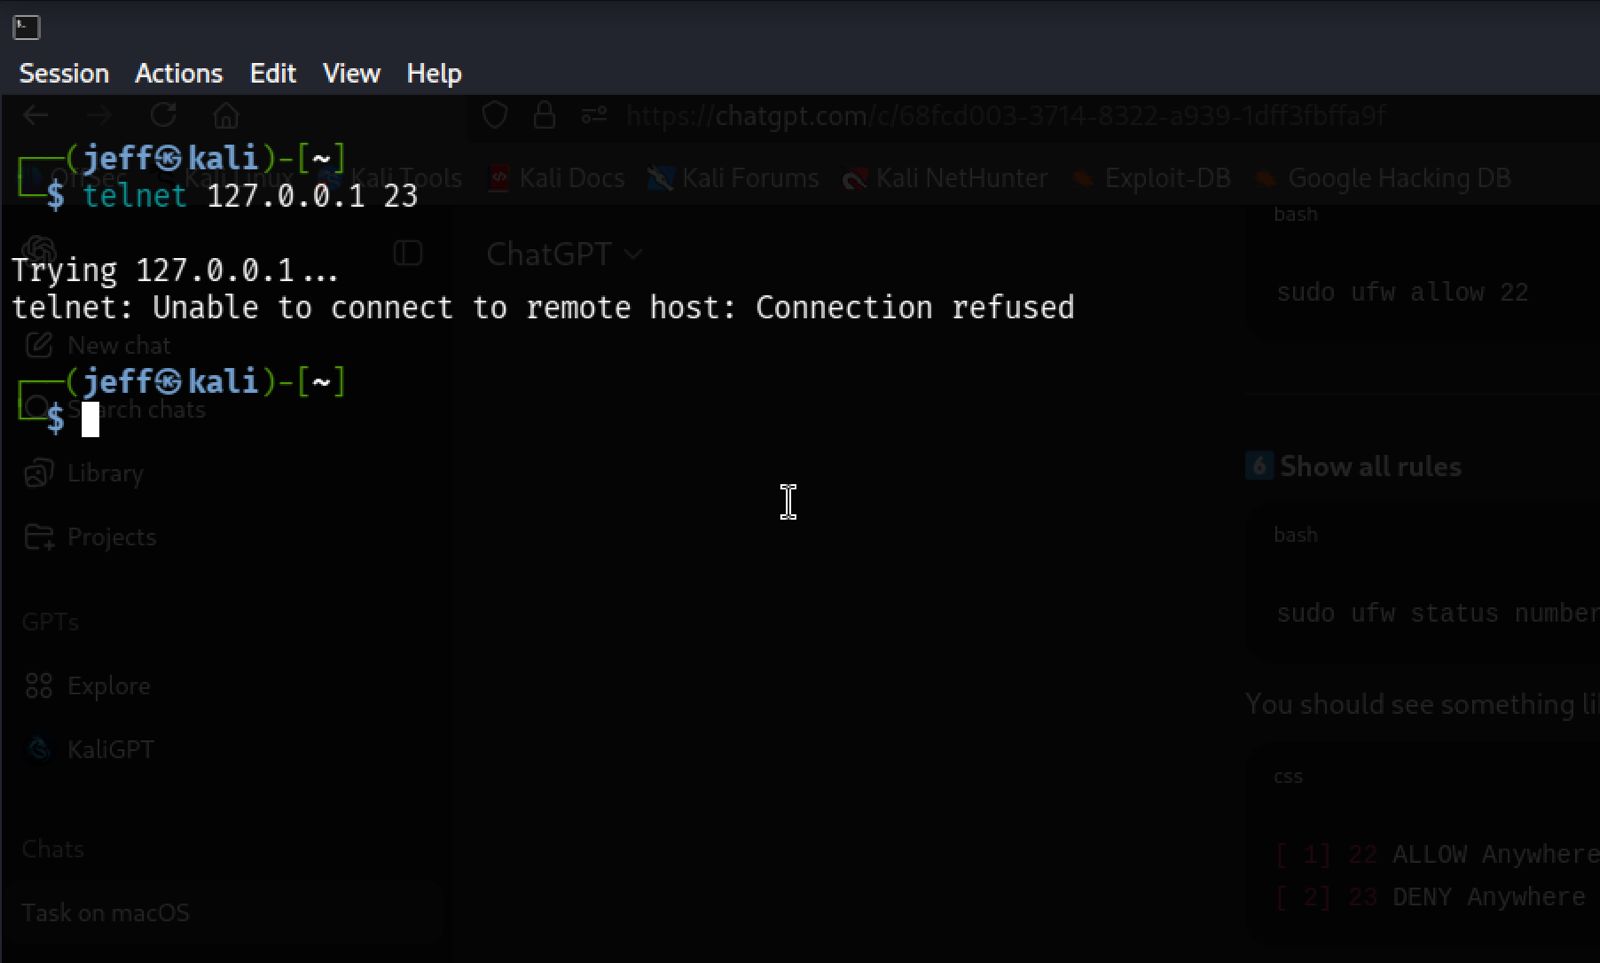 Session Actions Edit View Help
https://chatgpt.com/c/68fcd003-3714-8322-a939-1dff3fbffa9f
┌──(jeff㉿kali)-[~]
OffSec Kali Linux Kali Tools Kali Docs Kali Forums Kali NetHunter Exploit-DB Google Hacking DB
└─$ telnet 127.0.0.1 23
bash
ChatGPT
Trying 127.0.0.1...
sudo ufw allow 22
telnet: Unable to connect to remote host: Connection refused
New chat
┌──(jeff㉿kali)-[~]
Search chats
└─$
6 Show all rules
Library
bash
Projects
sudo ufw status number
GPTs
Explore
You should see something li
KaliGPT
css
Chats
[ 1] 22 ALLOW Anywhere
[ 2] 23 DENY Anywhere
Task on macOS